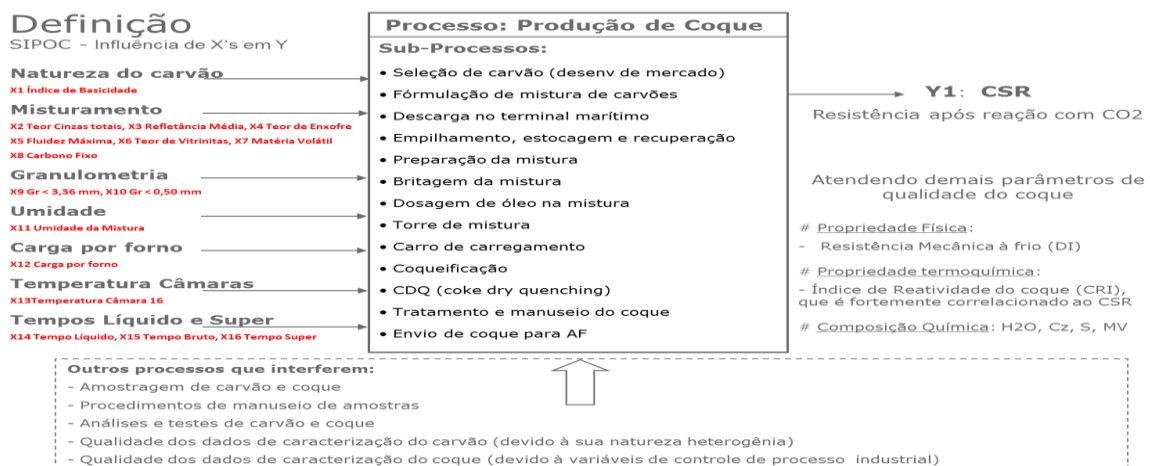 Definição
SIPOC - Influência de X's em Y
Natureza do carvão
X1 Índice de Basicidade
Misturamento
X2 Teor Cinzas totais, X3 Refletância Média, X4 Teor de Enxofre
X5 Fluidez Máxima, X6 Teor de Vitrinitas, X7 Matéria Volátil
X8 Carbono Fixo
Granulometria
X9 Gr < 3,36 mm, X10 Gr < 0,50 mm
Umidade
X11 Umidade da Mistura
Carga por forno
X12 Carga por forno
Temperatura Câmaras
X13Temperatura Câmara 16
Tempos Líquido e Super
X14 Tempo Líquido, X15 Tempo Bruto, X16 Tempo Super
Processo: Produção de Coque
Sub-Processos:
• Seleção de carvão (desenv de mercado)
• Fórmulação de mistura de carvões
• Descarga no terminal marítimo
• Empilhamento, estocagem e recuperação
• Preparação da mistura
• Britagem da mistura
• Dosagem de óleo na mistura
• Torre de mistura
• Carro de carregamento
• Coqueificação
• CDQ (coke dry quenching)
• Tratamento e manuseio do coque
• Envio de coque para AF
Y1: CSR
Resistência após reação com CO2
Atendendo demais parâmetros de
qualidade do coque
# Propriedade Física:
- Resistência Mecânica à frio (DI)
# Propriedade termoquímica:
- Índice de Reatividade do coque (CRI),
que é fortemente correlacionado ao CSR
# Composição Química: H2O, Cz, S, MV
Outros processos que interferem:
- Amostragem de carvão e coque
- Procedimentos de manuseio de amostras
- Análises e testes de carvão e coque
- Qualidade dos dados de caracterização do carvão (devido à sua natureza heterogênia)
- Qualidade dos dados de caracterização do coque (devido à variáveis de controle de processo industrial)